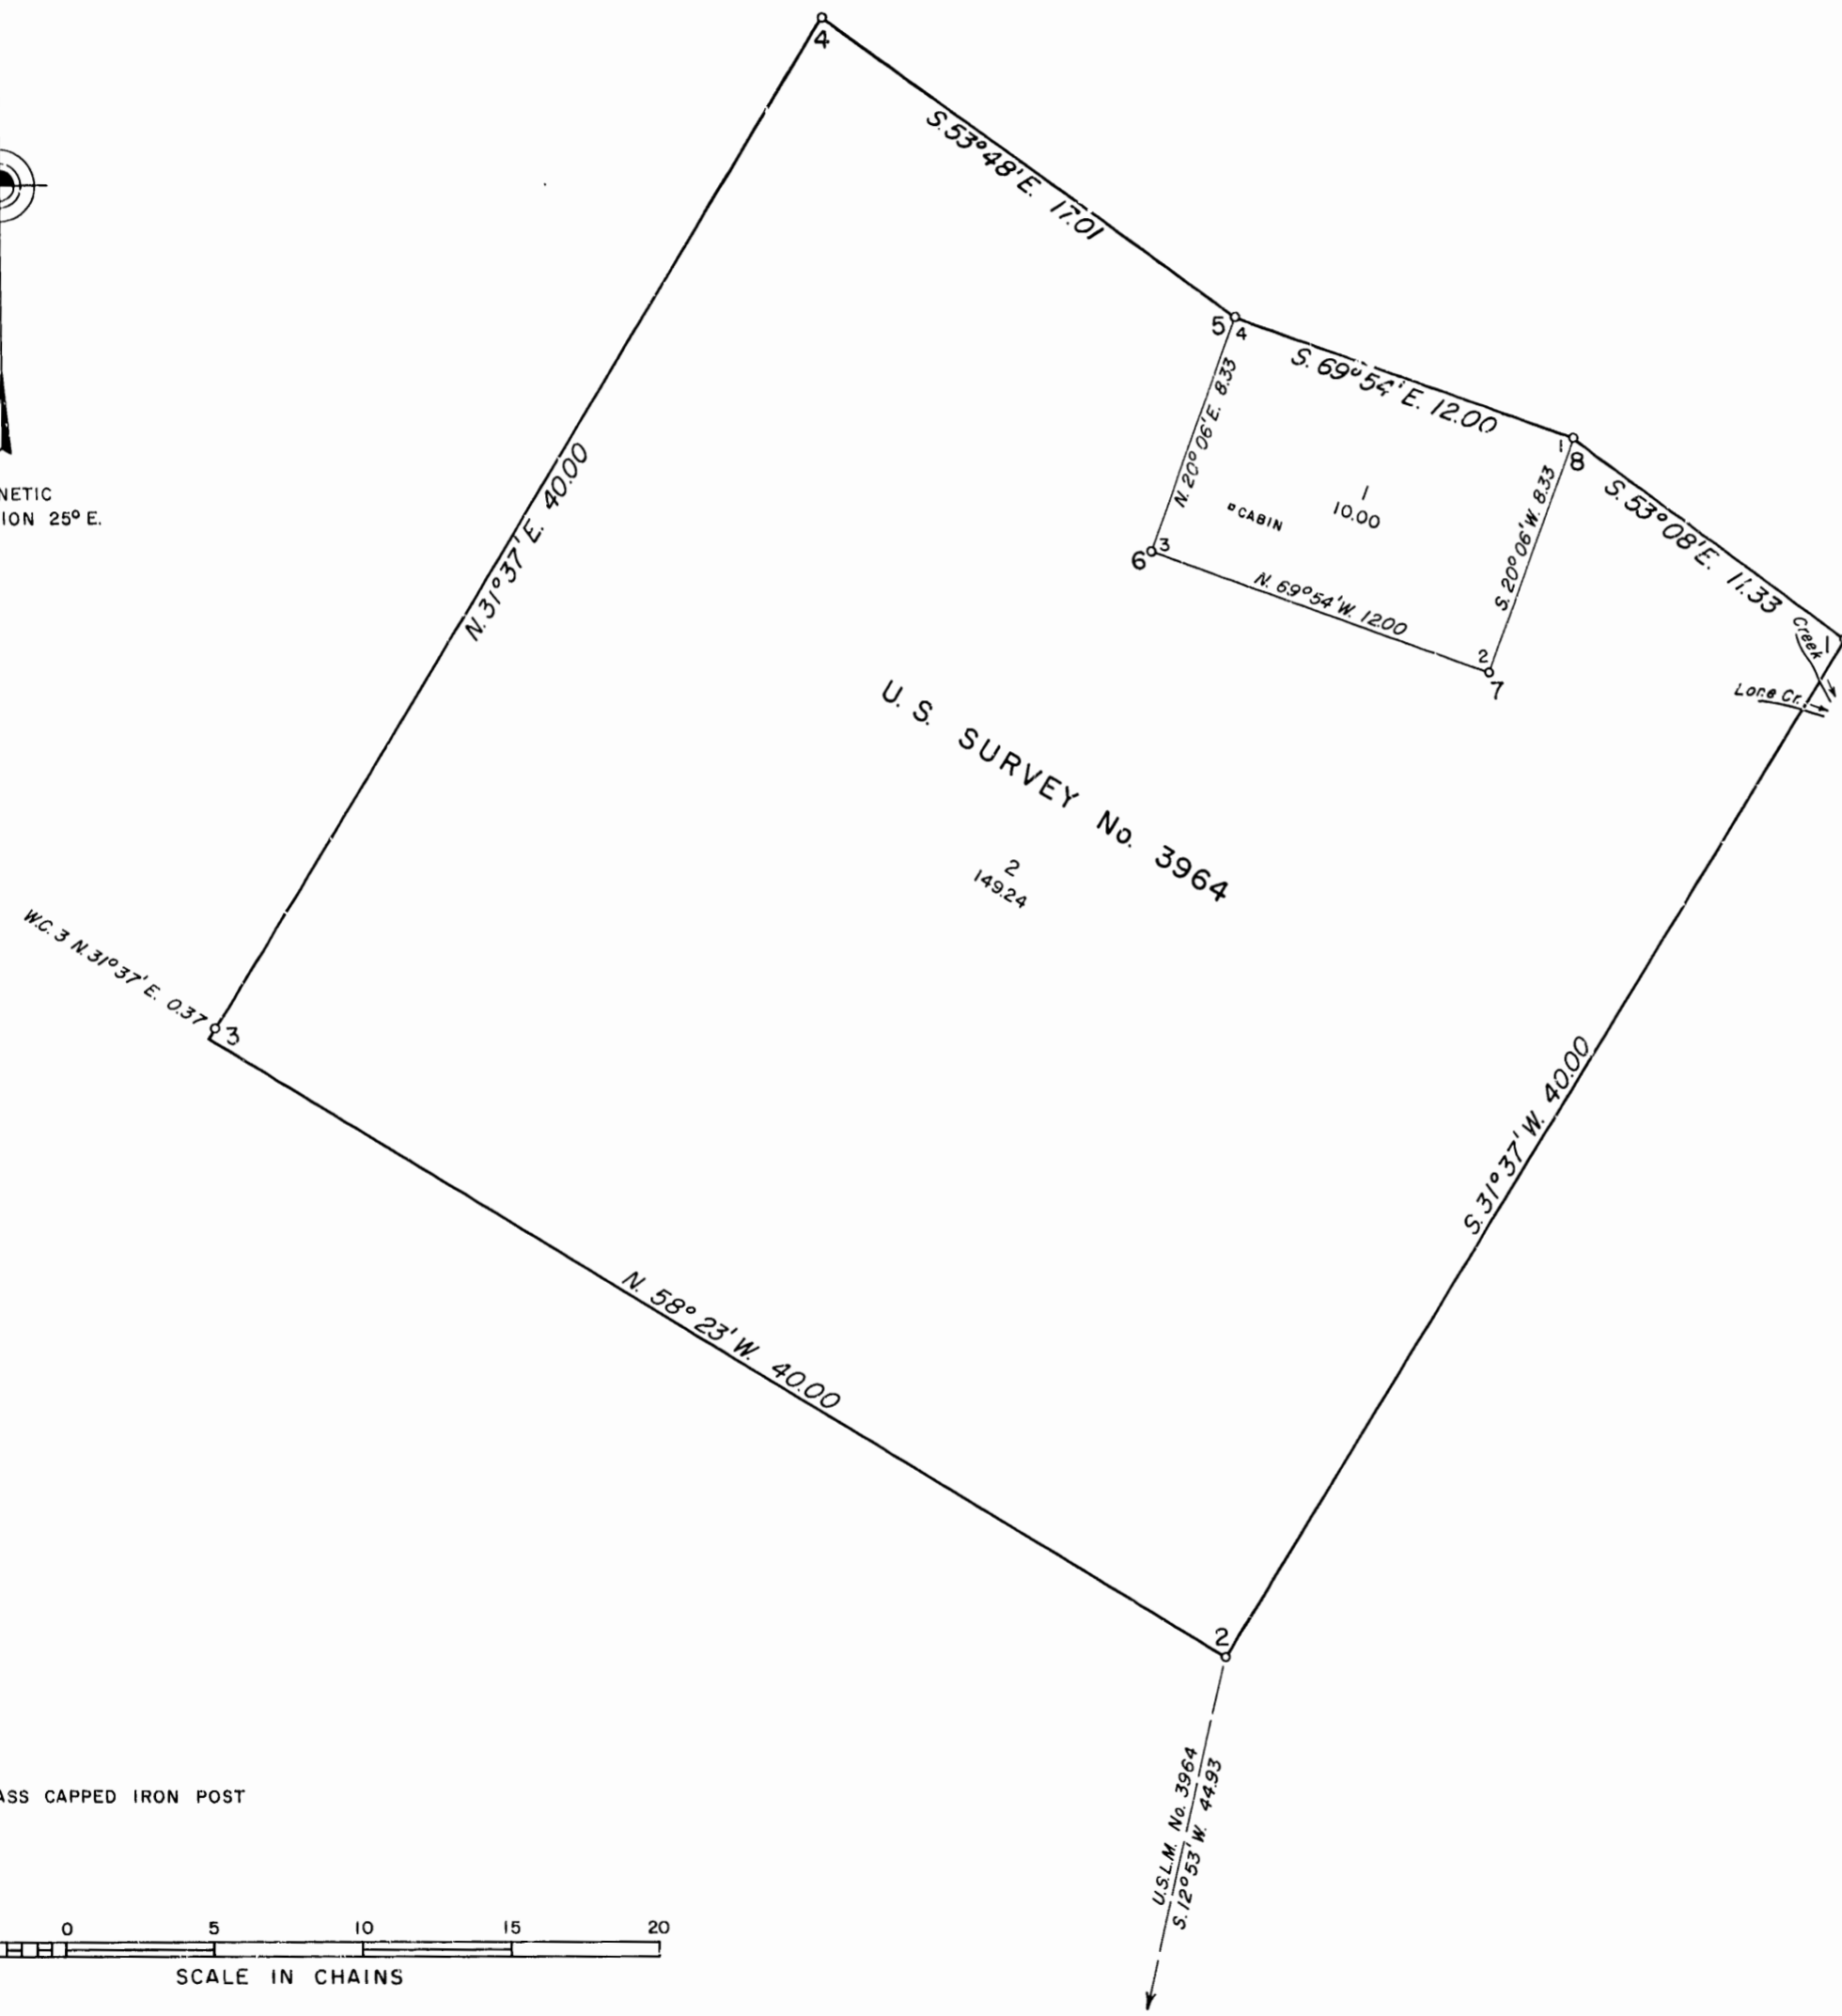 4
S. 53° 48' E. 17.01
NETIC
ION 25° E.
N. 31° 37' E. 40.00
5
4
S. 69° 54' E. 12.00
N. 20° 06' E. 8.33
1
8
S. 53° 08' E. 11.33
1
10.00
CABIN
S. 20° 06' W. 8.33
6
3
N. 69° 54' W. 12.00
2
7
1
Creek
Lone Cr.
U. S. SURVEY No. 3964
2
149.24
W.C. 3 N. 31° 37' E. 0.37
3
S. 31° 37' W. 40.00
N. 58° 23' W. 40.00
2
U.S.L.M. No. 3964
S. 12° 53' W. 44.93
ASS CAPPED IRON POST
0 5 10 15 20
SCALE IN CHAINS